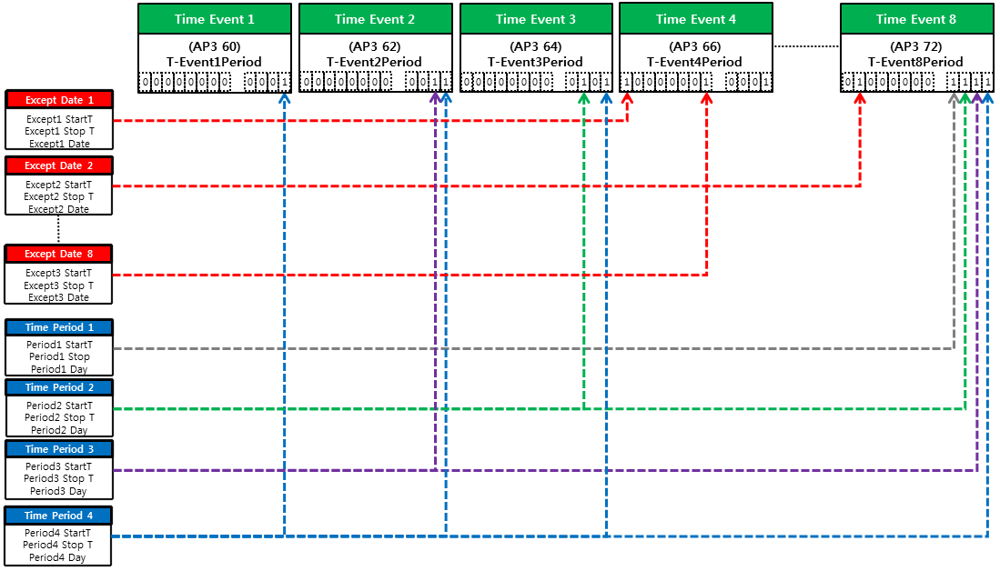 Time Event 1
(AP3 60)
T-Event1Period
0 0 0 0 0 0 0 0 0 0 0 1
Time Event 2
(AP3 62)
T-Event2Period
0 0 0 0 0 0 0 0 0 0 1 1
Time Event 3
(AP3 64)
T-Event3Period
0 0 0 0 0 0 0 0 0 1 0 1
Time Event 4
(AP3 66)
T-Event4Period
1 0 0 0 0 0 0 1 0 0 0 1
Time Event 8
(AP3 72)
T-Event8Period
0 1 0 0 0 0 0 0 1 1 1 1
Except Date 1
Except1 StartT
Except1 Stop T
Except1 Date
Except Date 2
Except2 StartT
Except2 Stop T
Except2 Date
Except Date 8
Except3 StartT
Except3 Stop T
Except3 Date
Time Period 1
Period1 StartT
Period1 Stop
Period1 Day
Time Period 2
Period2 StartT
Period2 Stop T
Period2 Day
Time Period 3
Period3 StartT
Period3 Stop T
Period3 Day
Time Period 4
Period4 StartT
Period4 Stop T
Period4 Day